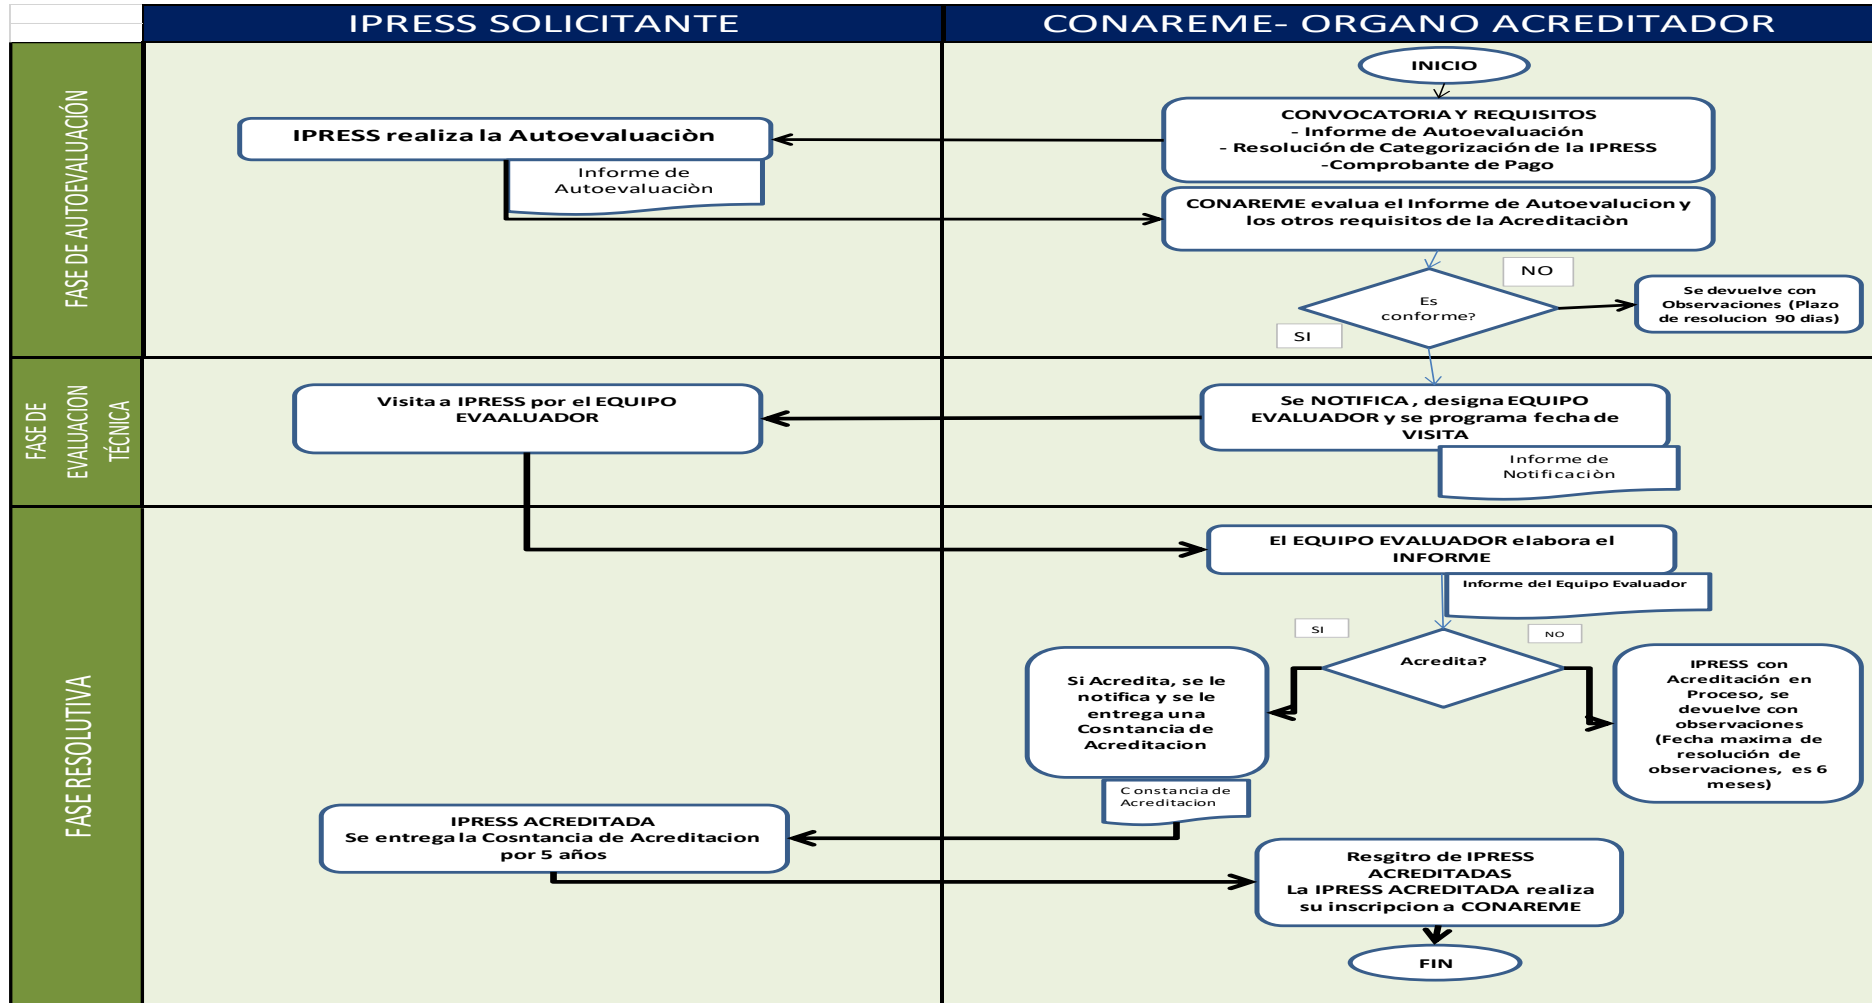 IPRESS SOLICITANTE
CONAREME- ORGANO ACREDITADOR
FASE DE AUTOEVALUACIÓN
INICIO
CONVOCATORIA Y REQUISITOS
- Informe de Autoevaluación
- Resolución de Categorización de la IPRESS
-Comprobante de Pago
IPRESS realiza la Autoevaluaciòn
Informe de
Autoevaluaciòn
CONAREME evalua el Informe de Autoevalucion y
los otros requisitos de la Acreditaciòn
Es
conforme?
NO
SI
Se devuelve con
Observaciones (Plazo
de resolucion 90 dias)
FASE DE
EVALUACION
TÉCNICA
Visita a IPRESS por el EQUIPO
EVAALUADOR
Se NOTIFICA , designa EQUIPO
EVALUADOR y se programa fecha de
VISITA
Informe de
Notificaciòn
FASE RESOLUTIVA
El EQUIPO EVALUADOR elabora el
INFORME
Informe del Equipo Evaluador
SI
NO
Acredita?
Si Acredita, se le
notifica y se le
entrega una
Cosntancia de
Acreditacion
Constancia de
Acreditacion
IPRESS con
Acreditación en
Proceso, se
devuelve con
observaciones
(Fecha maxima de
resolución de
observaciones, es 6
meses)
IPRESS ACREDITADA
Se entrega la Cosntancia de Acreditacion
por 5 años
Resgitro de IPRESS
ACREDITADAS
La IPRESS ACREDITADA realiza
su inscripcion a CONAREME
FIN